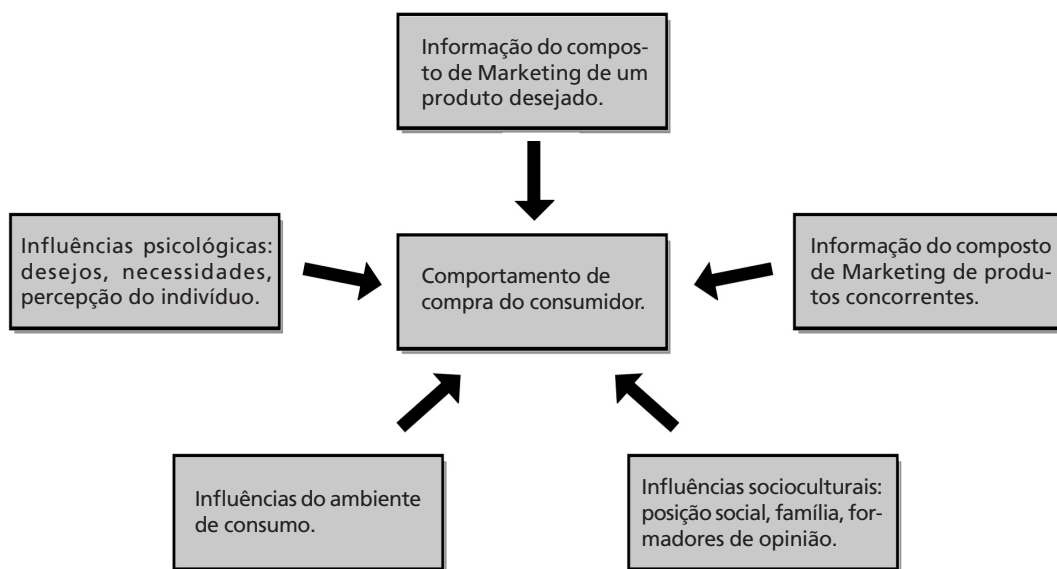 Informação do compos-
to de Marketing de um
produto desejado.
Influências psicológicas:
desejos, necessidades,
percepção do indivíduo.
Comportamento de
compra do consumidor.
Informação do composto
de Marketing de produ-
tos concorrentes.
Influências do ambiente
de consumo.
Influências socioculturais:
posição social, família, for-
madores de opinião.